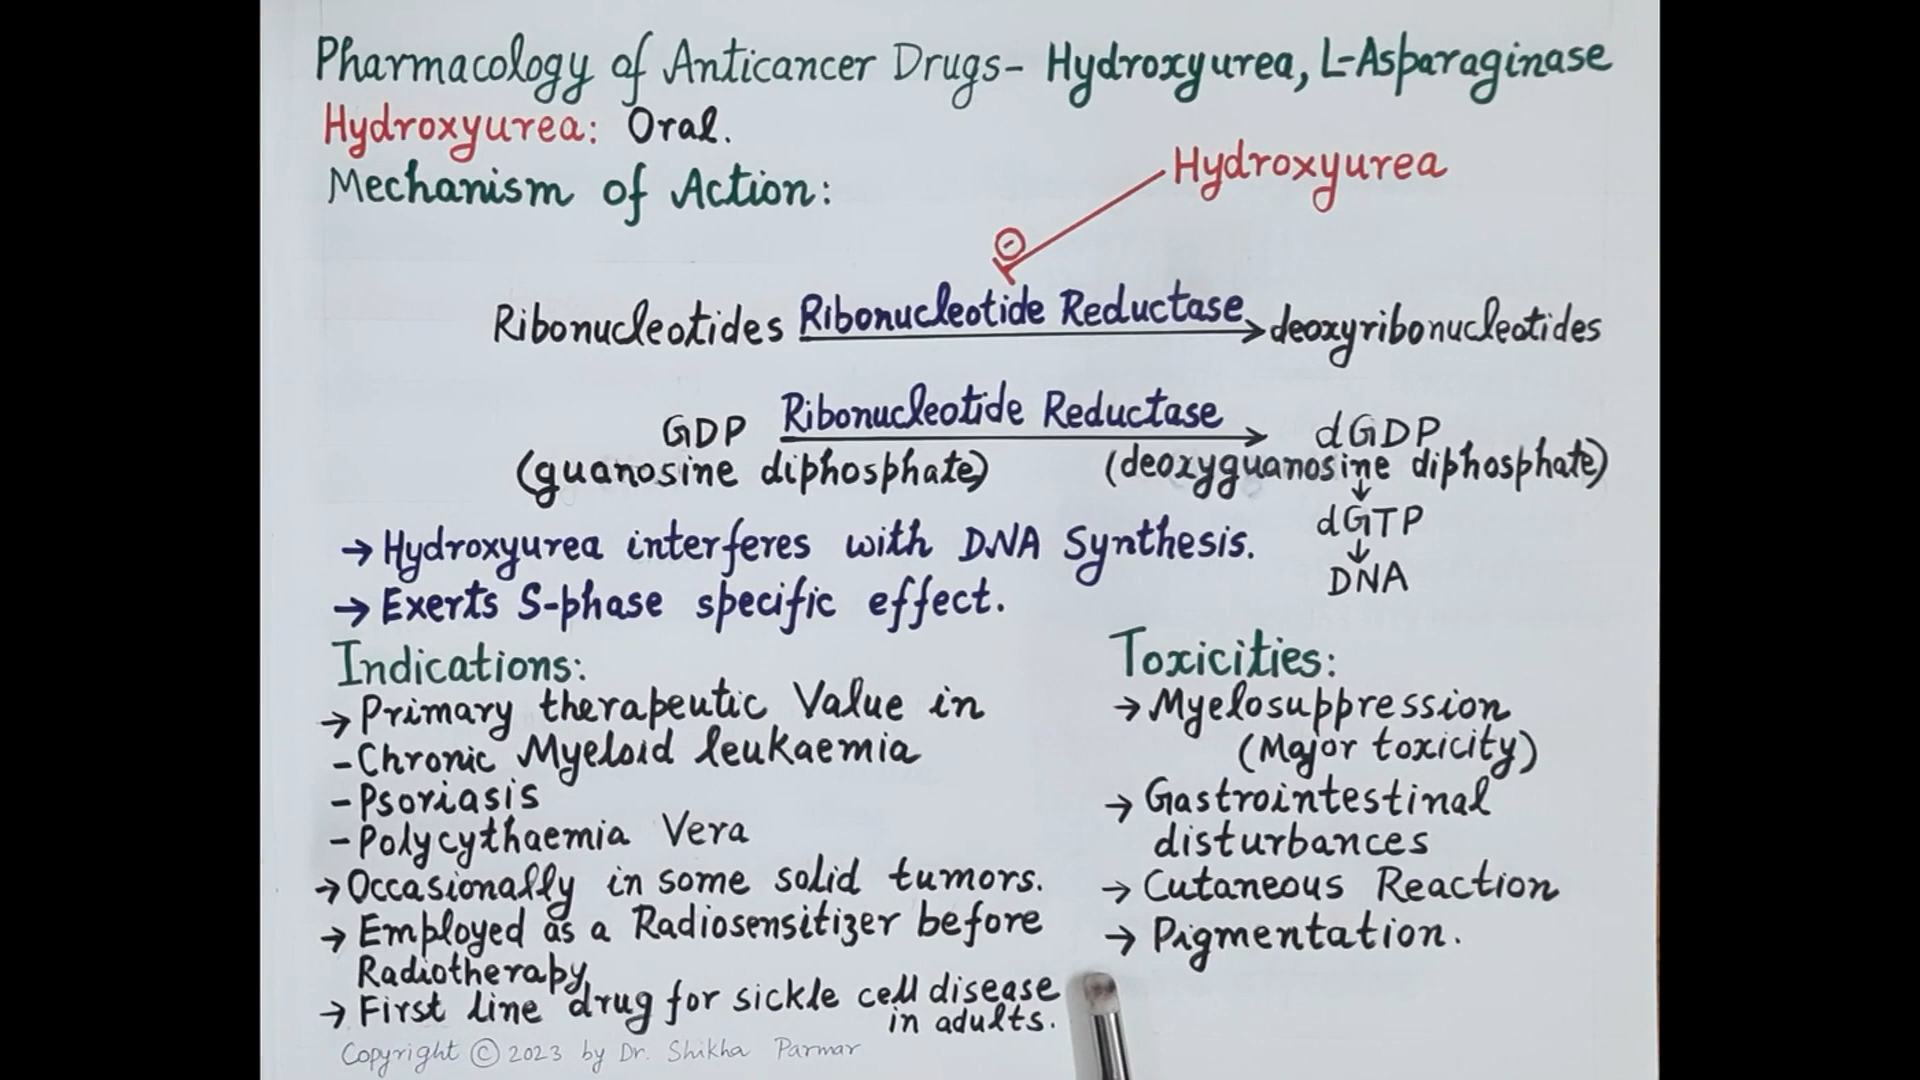 Pharmacology of Anticancer Drugs- Hydroxyurea, L-Asparaginase
Hydroxyurea: Oral.
Mechanism of Action:
Hydroxyurea
Ribonucleotides Ribonucleotide Reductase deoxyribonucleotides
GDP Ribonucleotide Reductase dGDP
(guanosine diphosphate) (deoxyguanosine diphosphate)
↓
dGTP
↓
DNA
→ Hydroxyurea interferes with DNA Synthesis.
→ Exerts S-phase specific effect.
Indications:
→ Primary therapeutic Value in
- Chronic Myeloid leukaemia
- Psoriasis
- Polycythaemia Vera
→ Occasionally in some solid tumors.
→ Employed as a Radiosensitizer before
Radiotherapy
→ First line drug for sickle cell disease
in adults.
Toxicities:
→ Myelosuppression
(Major toxicity)
→ Gastrointestinal
disturbances
→ Cutaneous Reaction
→ Pigmentation.
Copyright © 2023 by Dr. Shikha Parmar